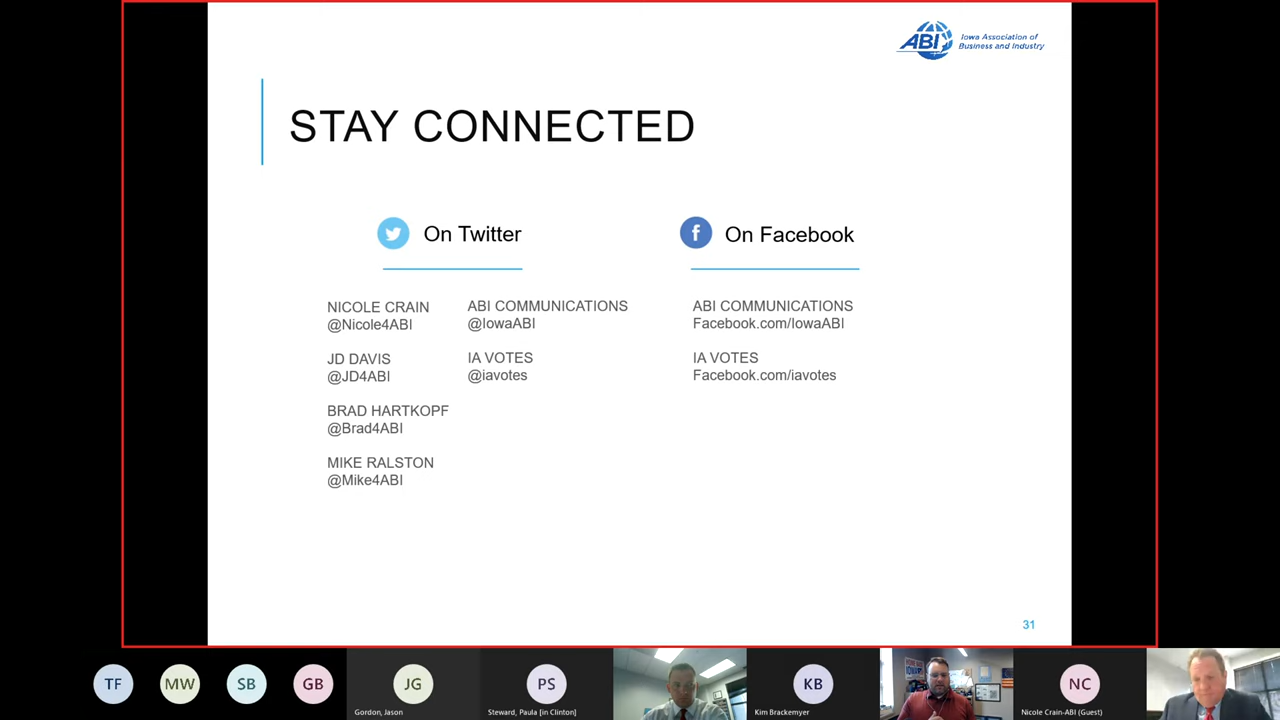 ABI
Iowa Association of
Business and Industry
STAY CONNECTED
On Twitter
On Facebook
NICOLE CRAIN
@Nicole4ABI
JD DAVIS
@JD4ABI
BRAD HARTKOPF
@Brad4ABI
MIKE RALSTON
@Mike4ABI
ABI COMMUNICATIONS
@IowaABI
IA VOTES
@iavotes
ABI COMMUNICATIONS
Facebook.com/IowaABI
IA VOTES
Facebook.com/iavotes
31
TF
MW
SB
GB
JG
Gordon, Jason
PS
Steward, Paula [in Clinton]
KB
Kim Brackemyer
NC
Nicole Crain-ABI (Guest)